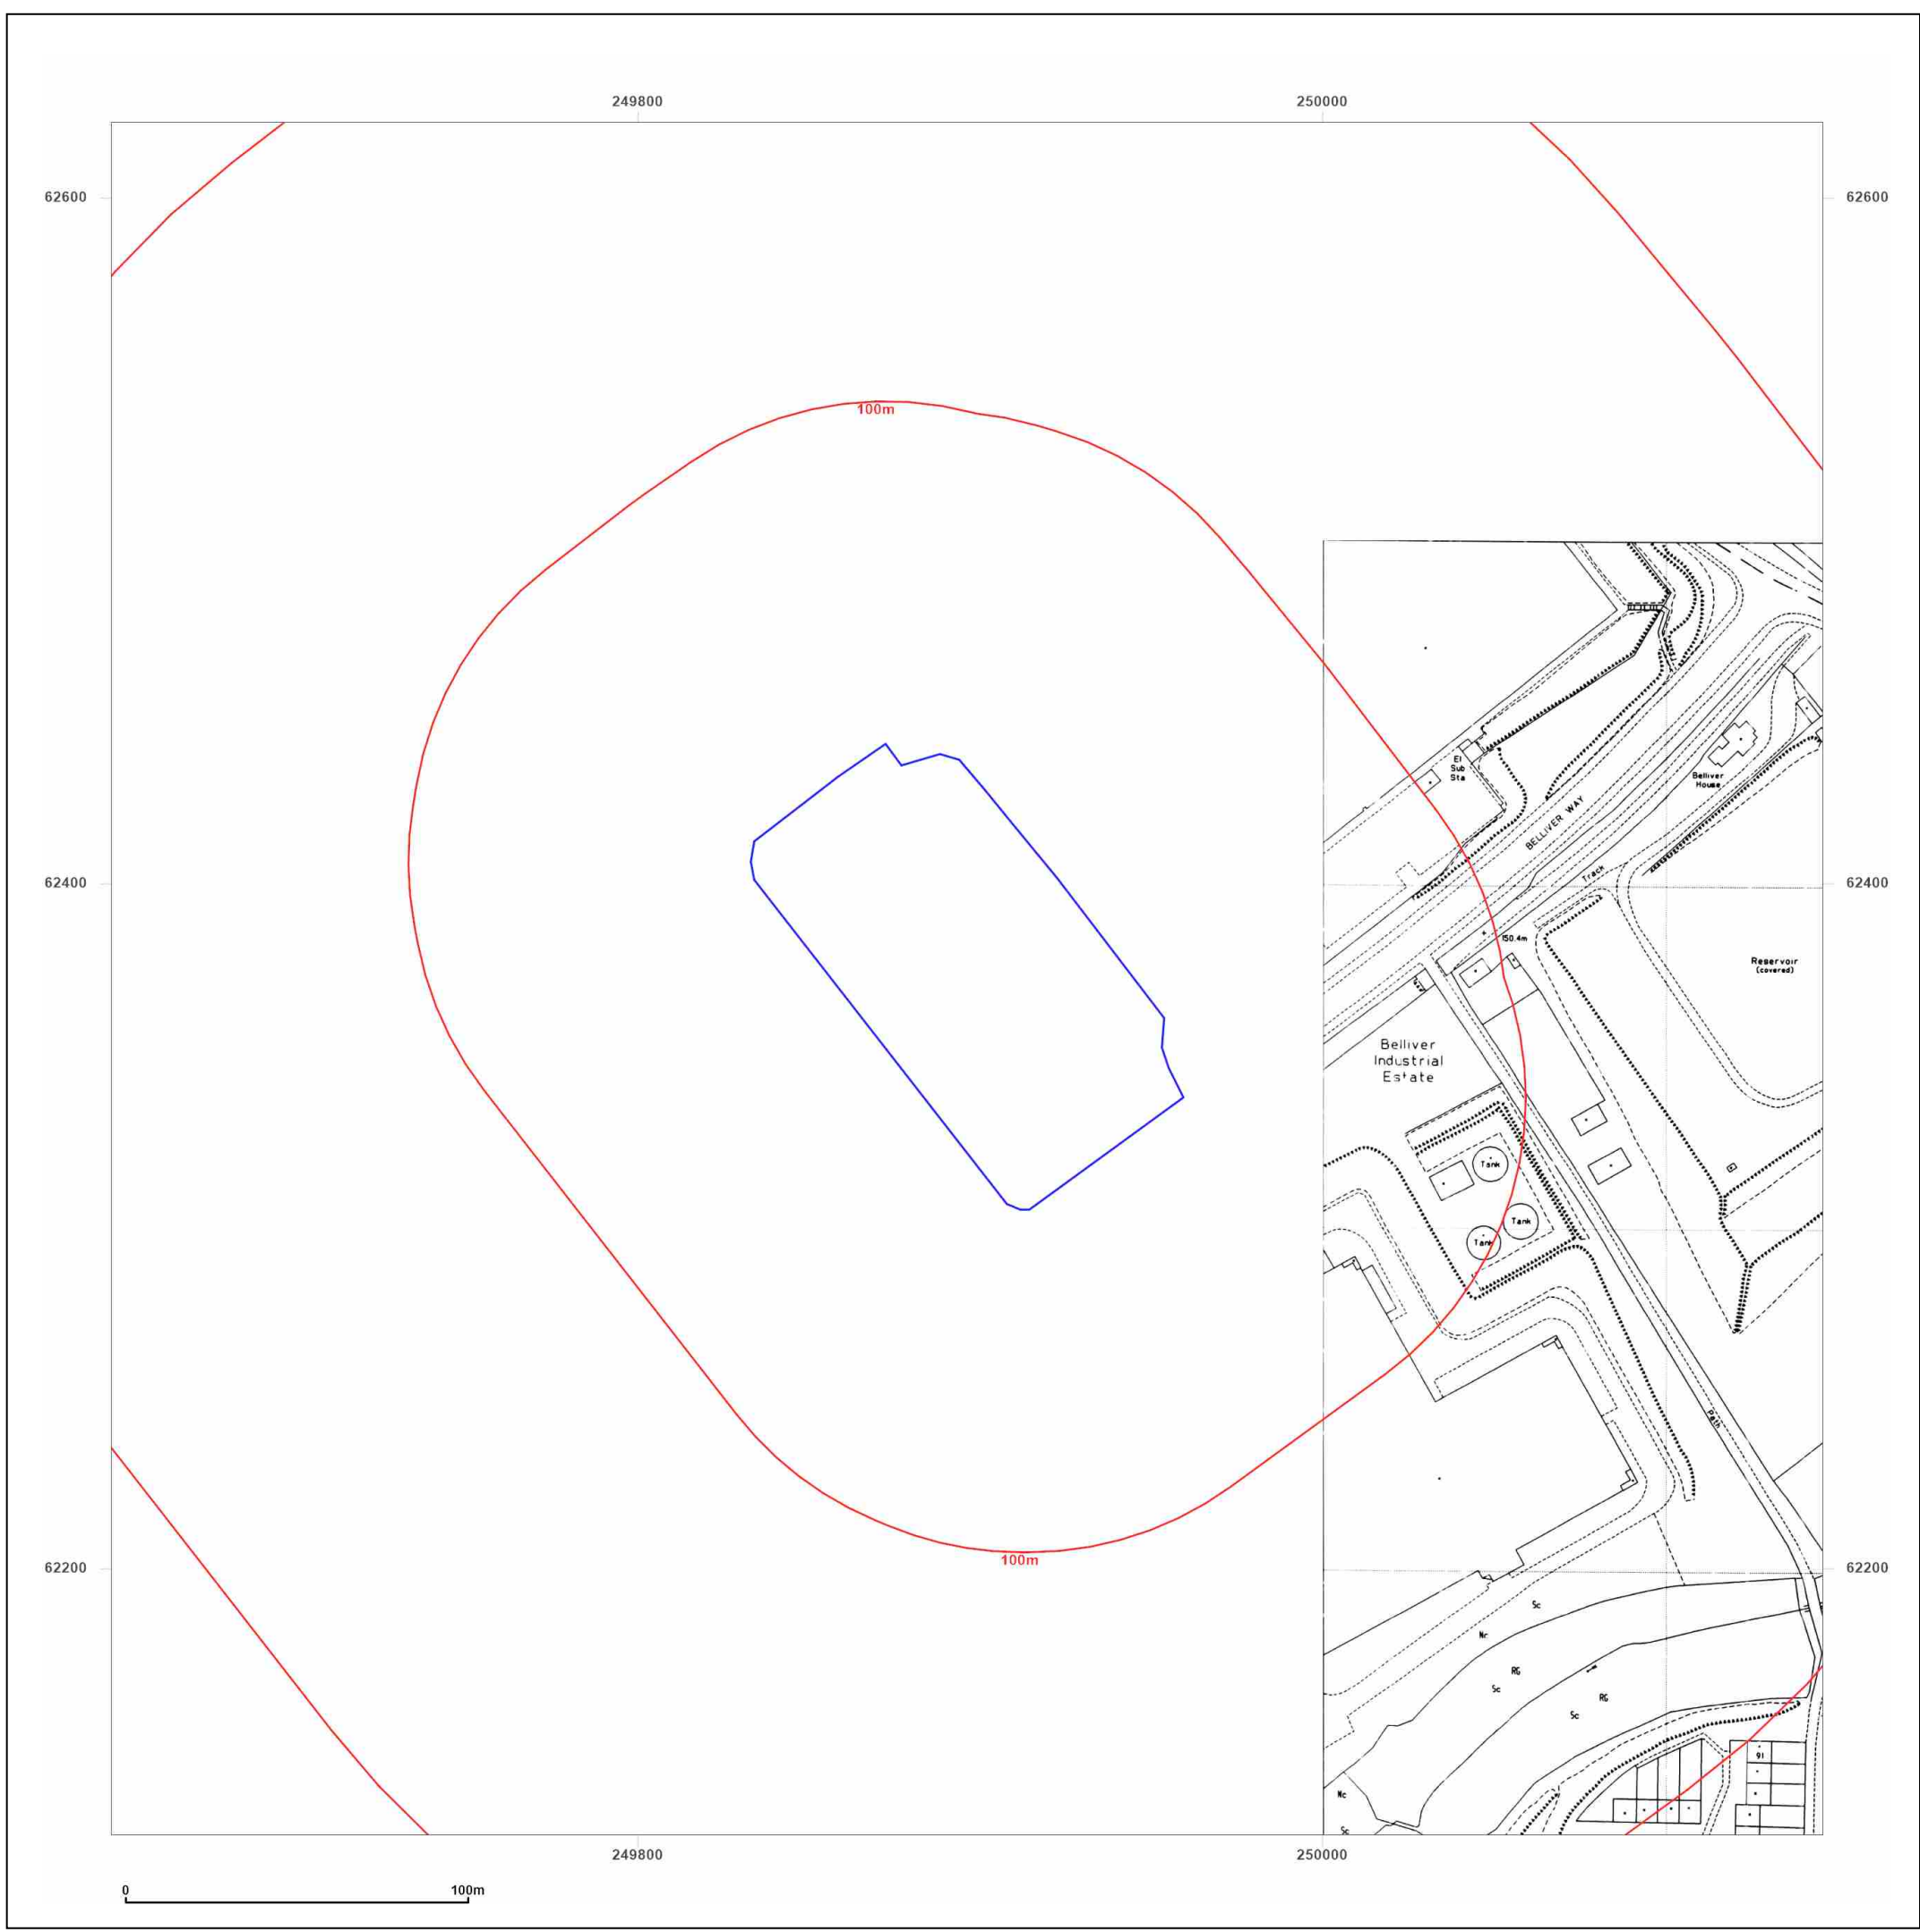 249800
250000
62600
62600
100m
El
Sub
Sta
Belliver
House
BELLIVER WAY
62400
62400
Track
150.4m
Reservoir
(covered)
Belliver
Industrial
Estate
Tank
Tank
Tank
Path
100m
62200
62200
Sc
Nr
RG
Sc
RG
Sc
91
Nc
Sc
249800
250000
0
100m